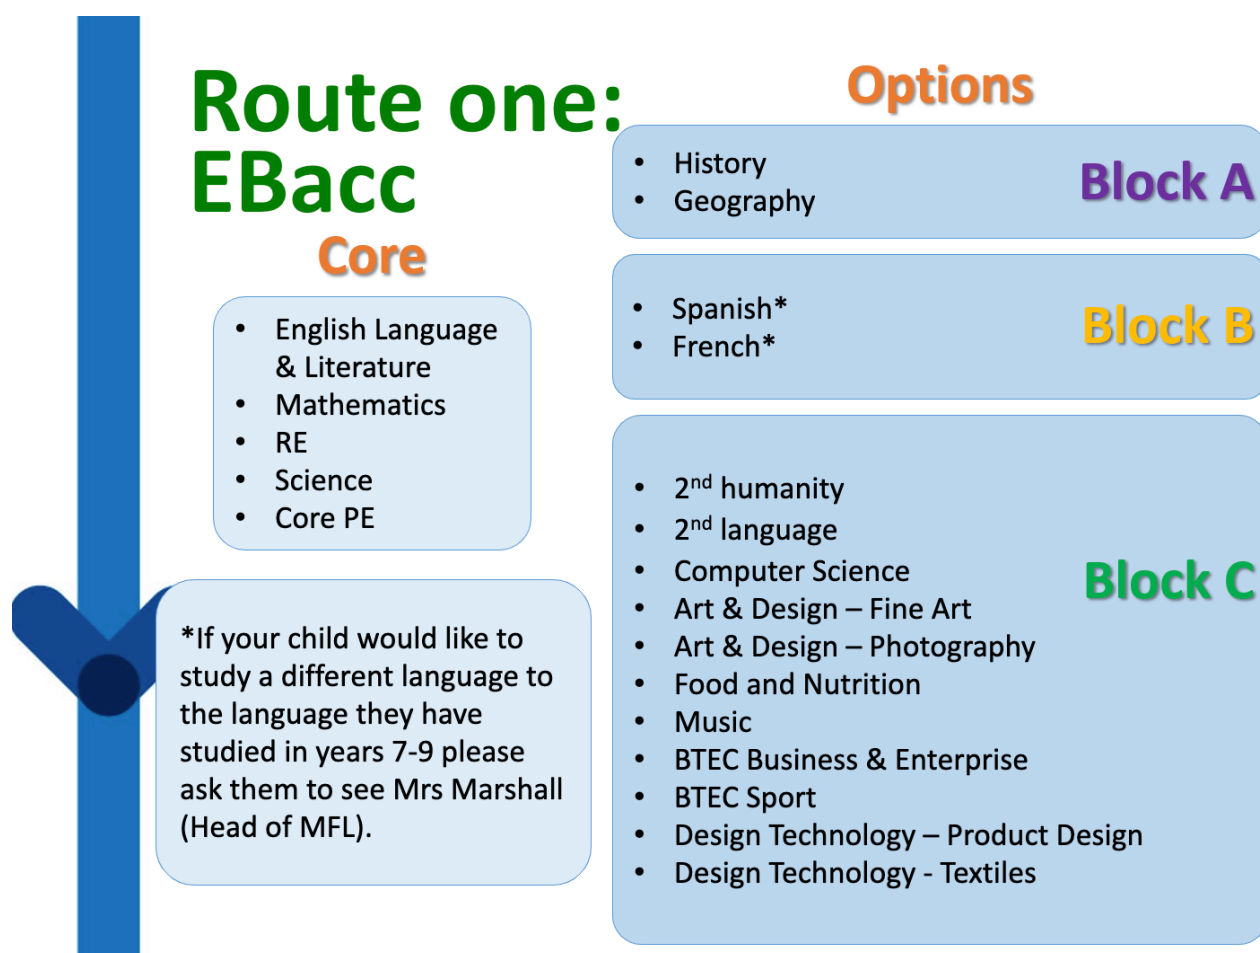 Route one:
EBacc
Core
• English Language
& Literature
• Mathematics
• RE
• Science
• Core PE
*If your child would like to
study a different language to
the language they have
studied in years 7-9 please
ask them to see Mrs Marshall
(Head of MFL).
Options
• History
• Geography
Block A
• Spanish*
• French*
Block B
• 2nd humanity
• 2nd language
• Computer Science
• Art & Design – Fine Art
• Art & Design – Photography
• Food and Nutrition
• Music
• BTEC Business & Enterprise
• BTEC Sport
• Design Technology – Product Design
• Design Technology - Textiles
Block C